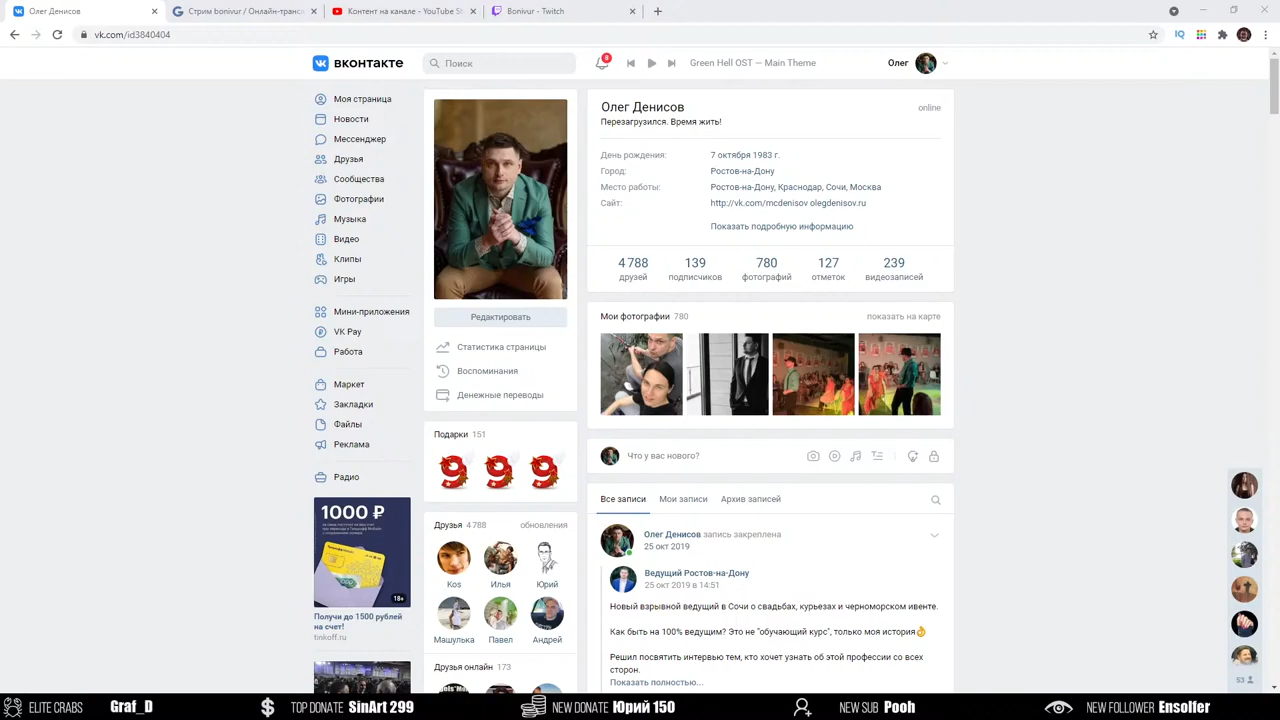 Олег Денисов
Стрим bonivur / Онлайн-трансл
Контент на канале - YouTube St
Bonivur - Twitch
vk.com/id3840404
IQ
вконтакте
Поиск
8
Green Hell OST — Main Theme
Олег
Моя страница
Новости
Мессенджер
Друзья
Сообщества
Фотографии
Музыка
Видео
Клипы
Игры
Мини-приложения
VK Pay
Работа
Маркет
Закладки
Файлы
Реклама
Радио
1000 ₽
18+
Получи до 1500 рублей
на счет!
tinkoff.ru
Редактировать
Статистика страницы
Воспоминания
Денежные переводы
Подарки 151
9 9 9
Друзья 4 788 обновления
Kos Илья Юрий
Машулька Павел Андрей
Друзья онлайн 173
Олег Денисов
online
Перезагрузился. Время жить!
День рождения: 7 октября 1983 г.
Город: Ростов-на-Дону
Место работы: Ростов-на-Дону, Краснодар, Сочи, Москва
Сайт: http://vk.com/mcdenisov olegdenisov.ru
Показать подробную информацию
4 788 139 780 127 239
друзей подписчиков фотографий отметок видеозаписей
Мои фотографии 780 показать на карте
Что у вас нового?
Все записи Мои записи Архив записей
Олег Денисов запись закреплена
25 окт 2019
Ведущий Ростов-на-Дону
25 окт 2019 в 14:51
Новый взрывной ведущий в Сочи о свадьбах, курьезах и черноморском ивенте.
Как быть на 100% ведущим? Это не "обучающий курс", только моя история👌
Решил посвятить интервью тем, кто хочет узнать об этой профессии со всех
сторон.
Показать полностью...
53
ELITE CRABS Graf_D
TOP DONATE SinArt 299
NEW DONATE Юрий 150
NEW SUB Pooh
NEW FOLLOWER Ensolfer